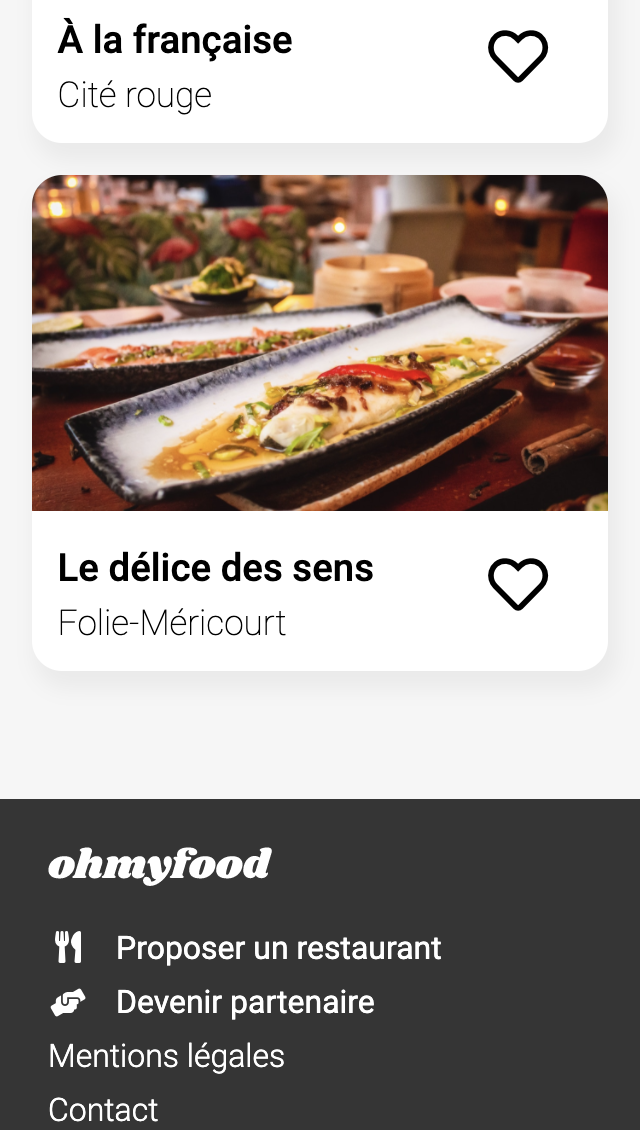 À la française
Cité rouge
Le délice des sens
Folie-Méricourt
ohmyfood
Proposer un restaurant
Devenir partenaire
Mentions légales
Contact